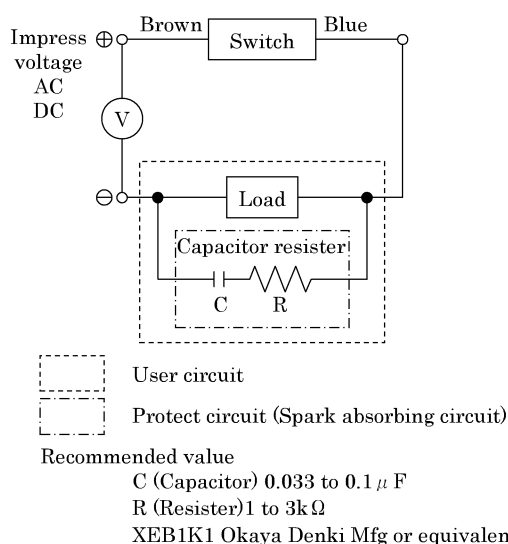 Impress voltage AC DC
⊕
Brown
Switch
Blue
V
⊖
Load
Capacitor resister
C
R
User circuit
Protect circuit (Spark absorbing circuit)
Recommended value
C (Capacitor) 0.033 to 0.1 μ F
R (Resister)1 to 3kΩ
XEB1K1 Okaya Denki Mfg or equivalen